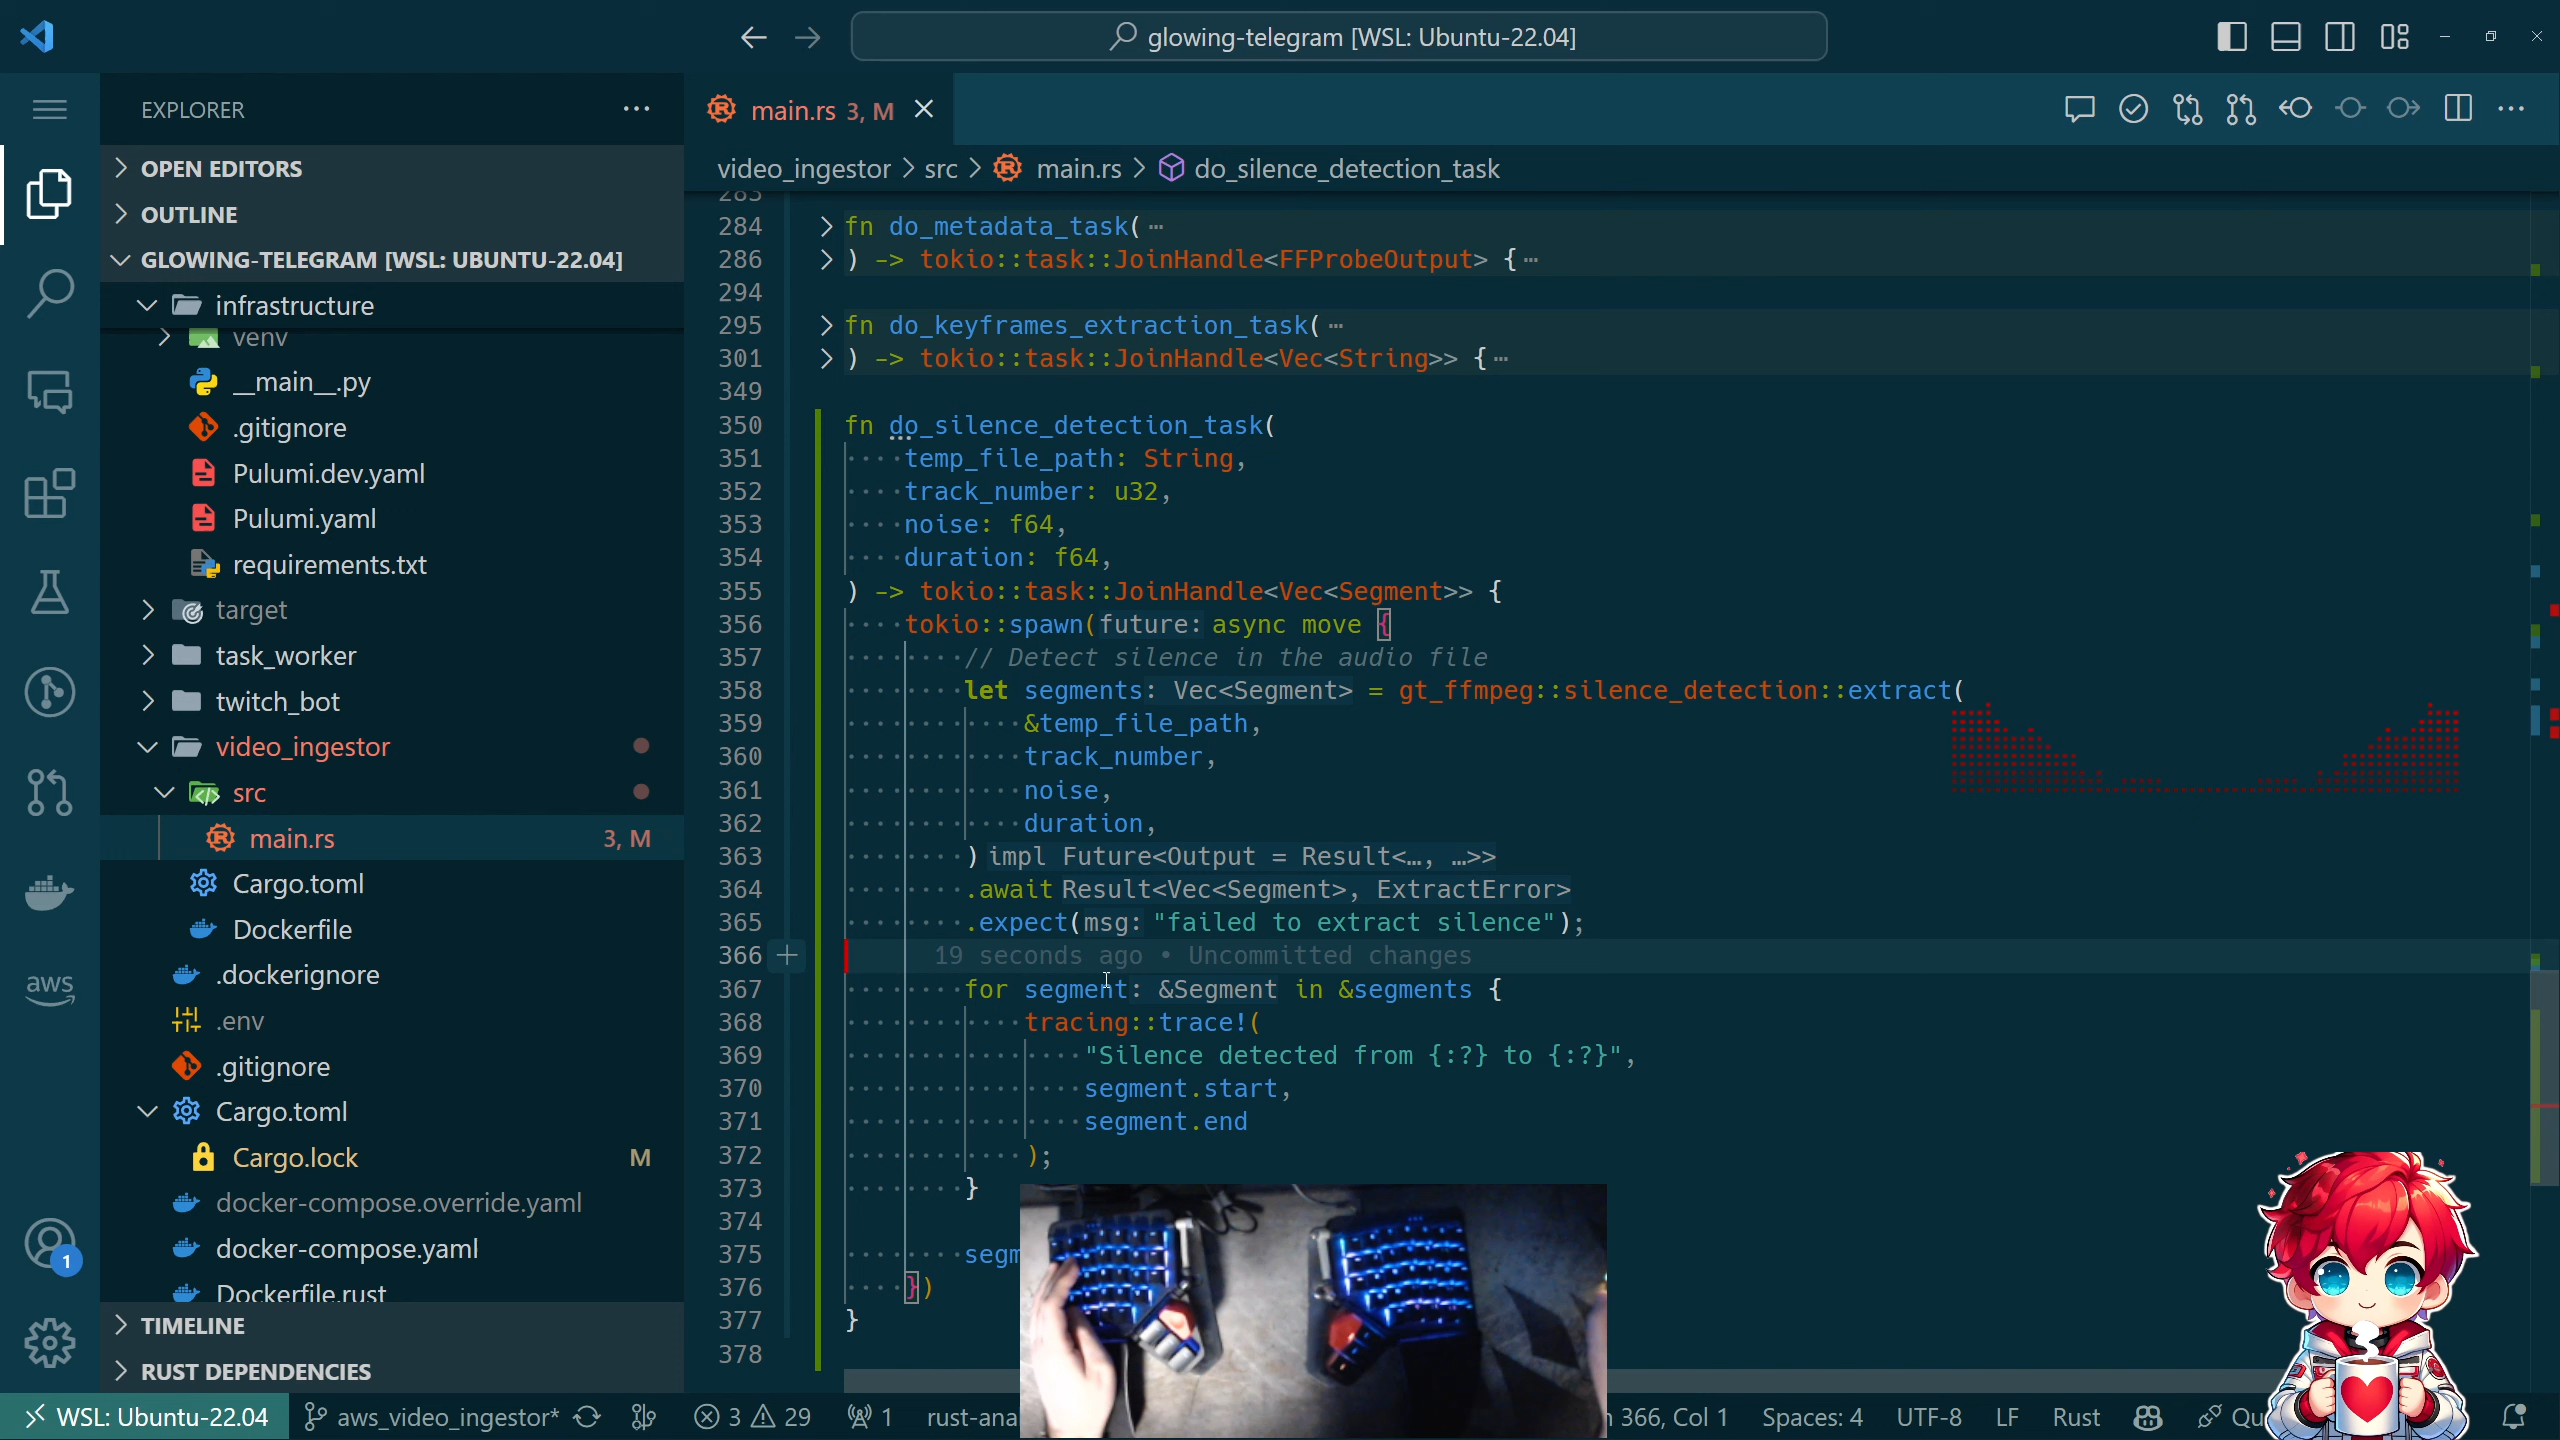 glowing-telegram [WSL: Ubuntu-22.04]
EXPLORER
main.rs 3, M
OPEN EDITORS
OUTLINE
GLOWING-TELEGRAM [WSL: UBUNTU-22.04]
infrastructure
venv
__main__.py
.gitignore
Pulumi.dev.yaml
Pulumi.yaml
requirements.txt
target
task_worker
twitch_bot
video_ingestor
src
main.rs 3, M
Cargo.toml
Dockerfile
.dockerignore
.env
.gitignore
Cargo.toml
Cargo.lock M
docker-compose.override.yaml
docker-compose.yaml
Dockerfile.rust
TIMELINE
RUST DEPENDENCIES
aws
1
video_ingestor > src > main.rs > do_silence_detection_task
283
284 fn do_metadata_task( ⋯
286 ) -> tokio::task::JoinHandle<FFProbeOutput> { ⋯
294
295 fn do_keyframes_extraction_task( ⋯
301 ) -> tokio::task::JoinHandle<Vec<String>> { ⋯
349
350 fn do_silence_detection_task(
351 temp_file_path: String,
352 track_number: u32,
353 noise: f64,
354 duration: f64,
355 ) -> tokio::task::JoinHandle<Vec<Segment>> {
356 tokio::spawn(future: async move {
357 // Detect silence in the audio file
358 let segments: Vec<Segment> = gt_ffmpeg::silence_detection::extract(
359 &temp_file_path,
360 track_number,
361 noise,
362 duration,
363 ) impl Future<Output = Result<…, …>>
364 .await Result<Vec<Segment>, ExtractError>
365 .expect(msg: "failed to extract silence");
366 19 seconds ago • Uncommitted changes
367 for segment: &Segment in &segments {
368 tracing::trace!(
369 "Silence detected from {:?} to {:?}",
370 segment.start,
371 segment.end
372 );
373 }
374
375 segm
376 })
377 }
378
WSL: Ubuntu-22.04 aws_video_ingestor* 3 29 1 rust-ana 366, Col 1 Spaces: 4 UTF-8 LF Rust Qu